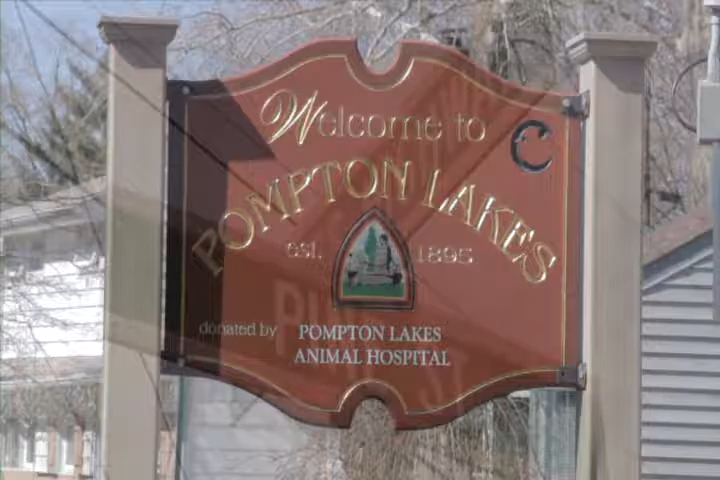 Welcome to
C
POMPTON LAKES
est. 1895
donated by POMPTON LAKES
ANIMAL HOSPITAL